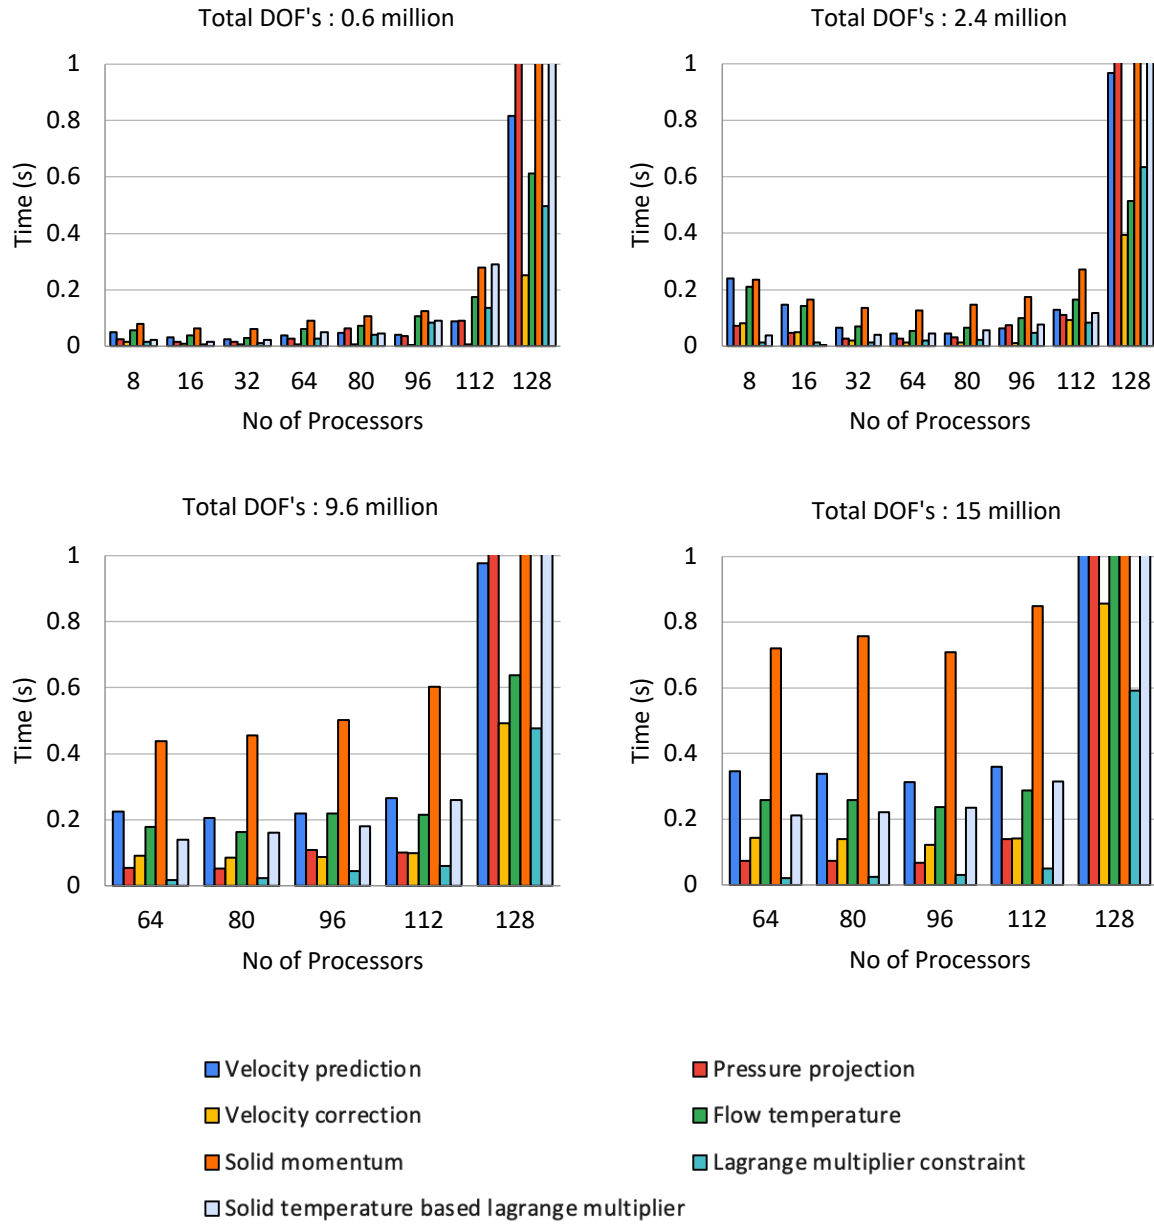 Total DOF's : 0.6 million
Time (s)
1
0.8
0.6
0.4
0.2
0
8 16 32 64 80 96 112 128
No of Processors
Total DOF's : 2.4 million
Time (s)
1
0.8
0.6
0.4
0.2
0
8 16 32 64 80 96 112 128
No of Processors
Total DOF's : 9.6 million
Time (s)
1
0.8
0.6
0.4
0.2
0
64 80 96 112 128
No of Processors
Total DOF's : 15 million
Time (s)
1
0.8
0.6
0.4
0.2
0
64 80 96 112 128
No of Processors
Velocity prediction
Pressure projection
Velocity correction
Flow temperature
Solid momentum
Lagrange multiplier constraint
Solid temperature based lagrange multiplier